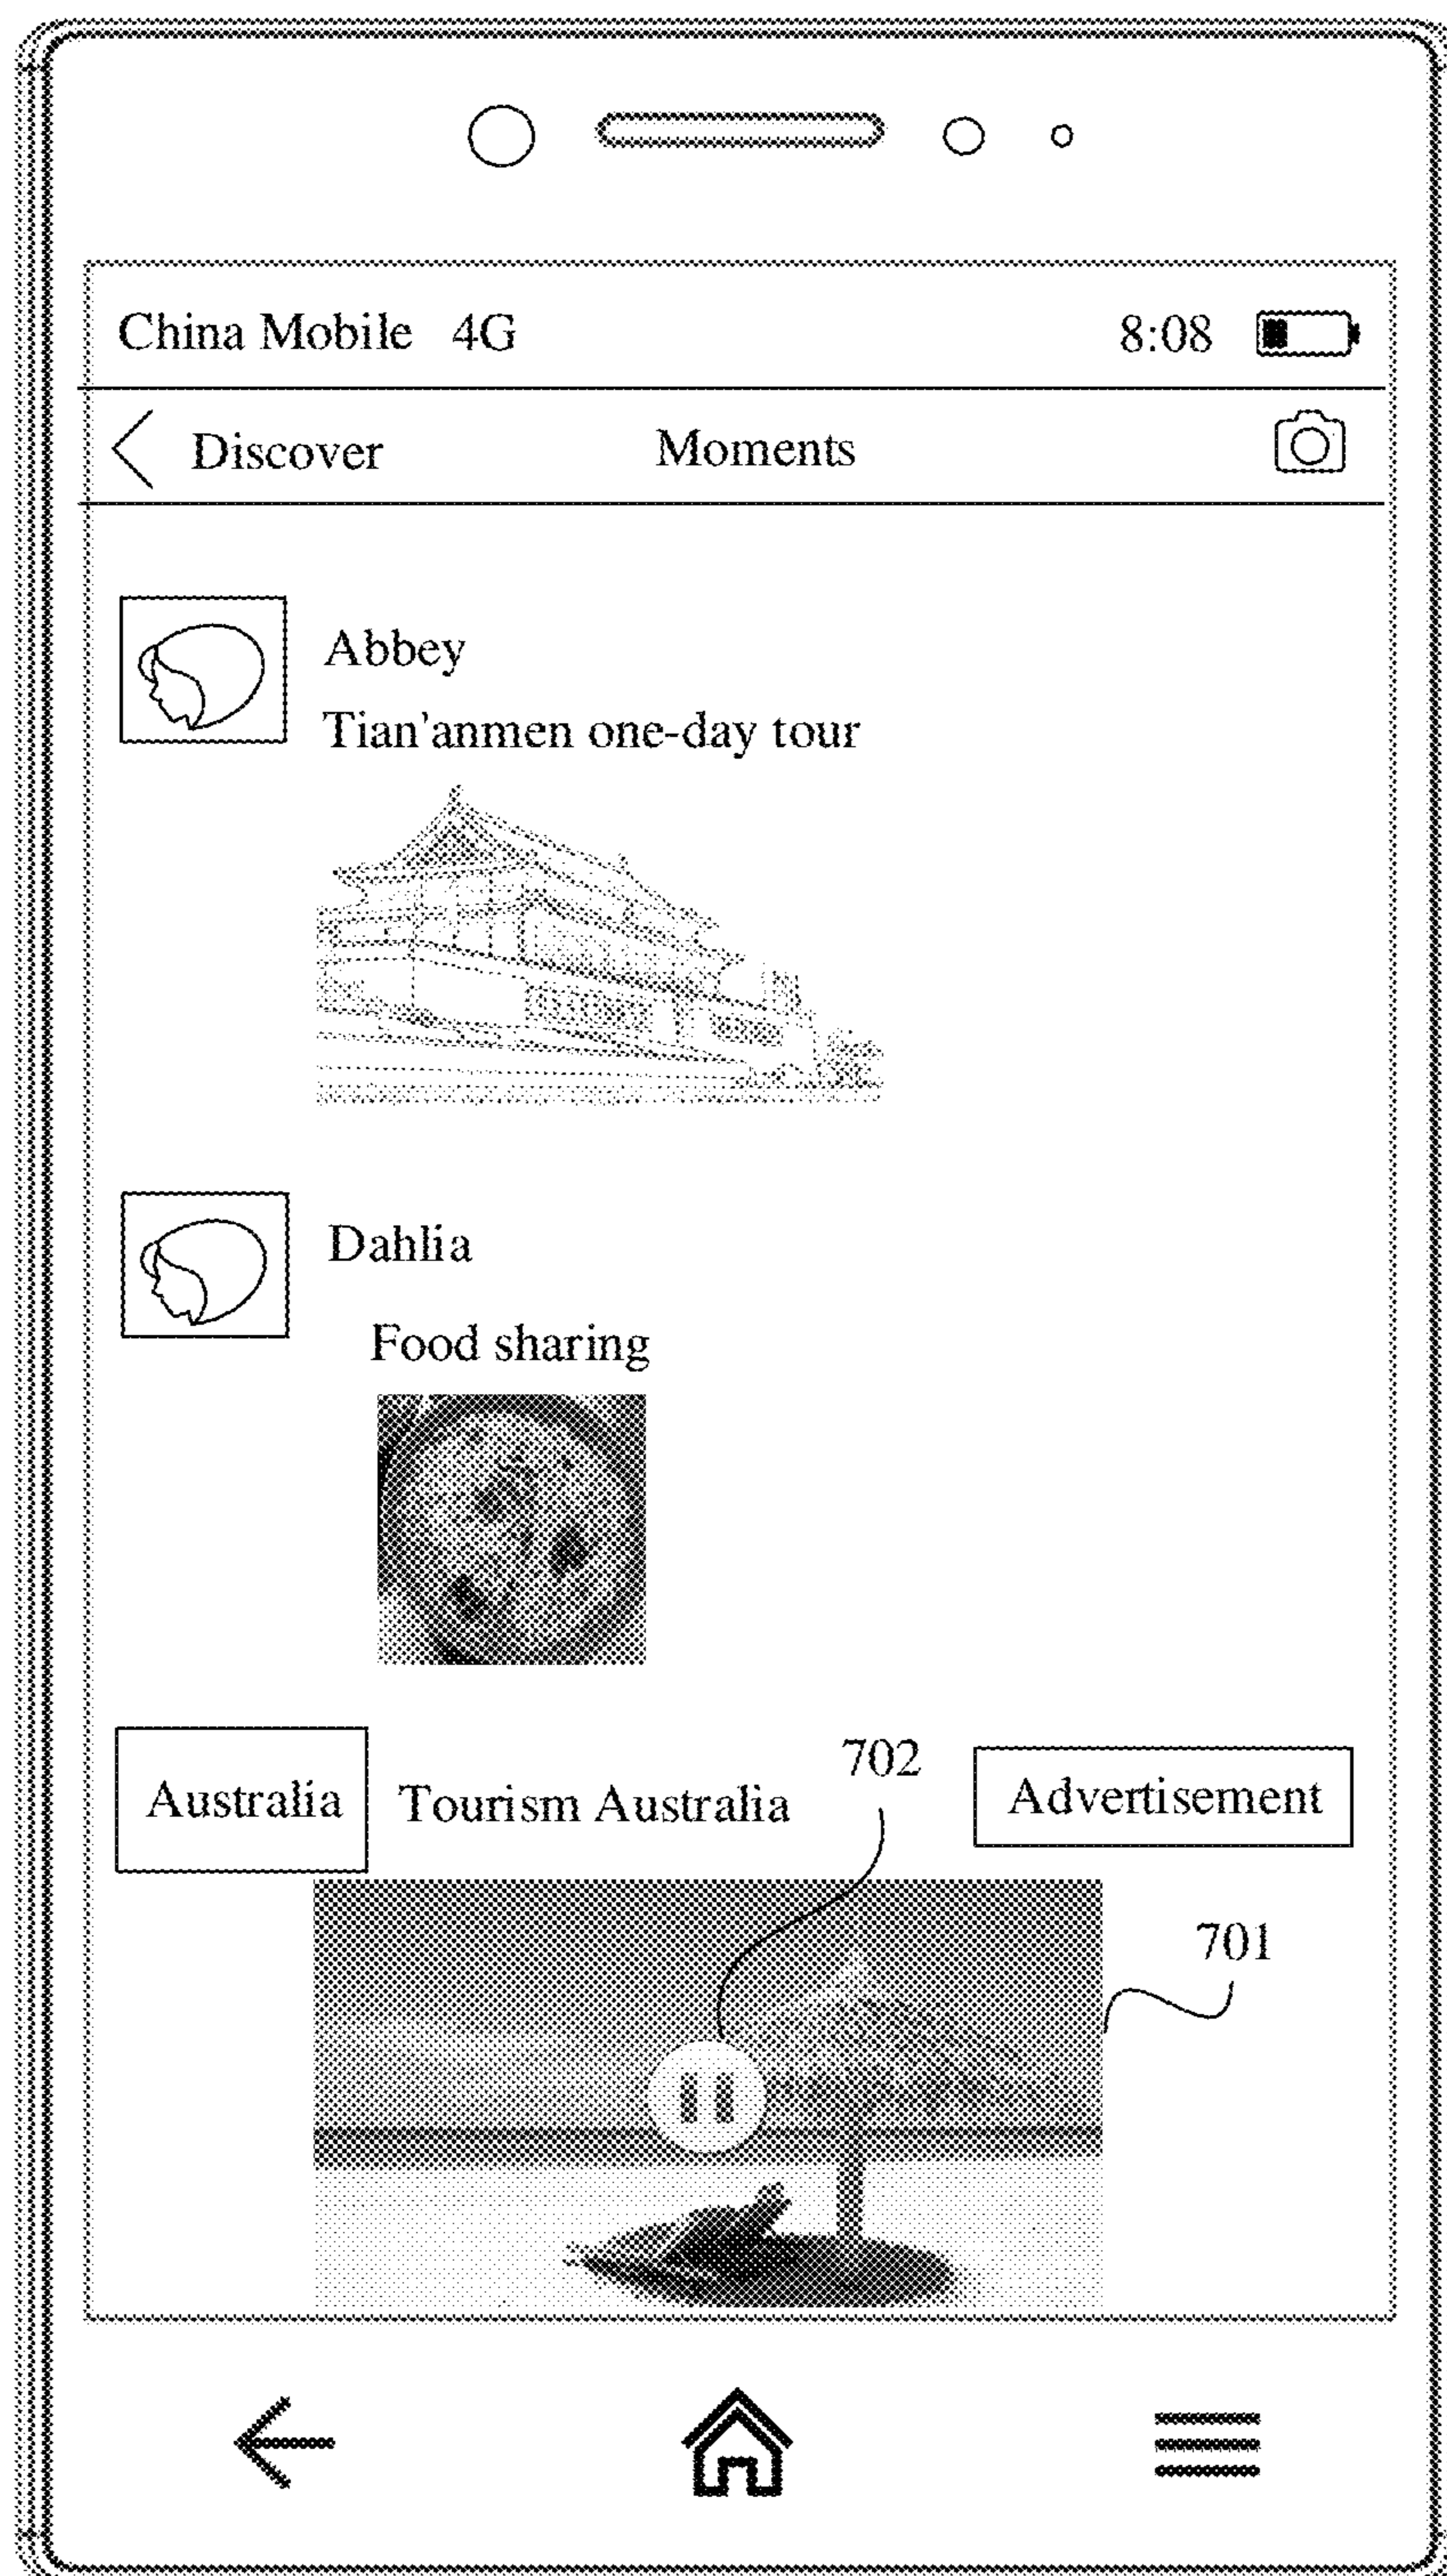 China Mobile 4G 8:08
Discover Moments
Abbey
Tian'anmen one-day tour
Dahlia
Food sharing
702
Australia Tourism Australia Advertisement
701